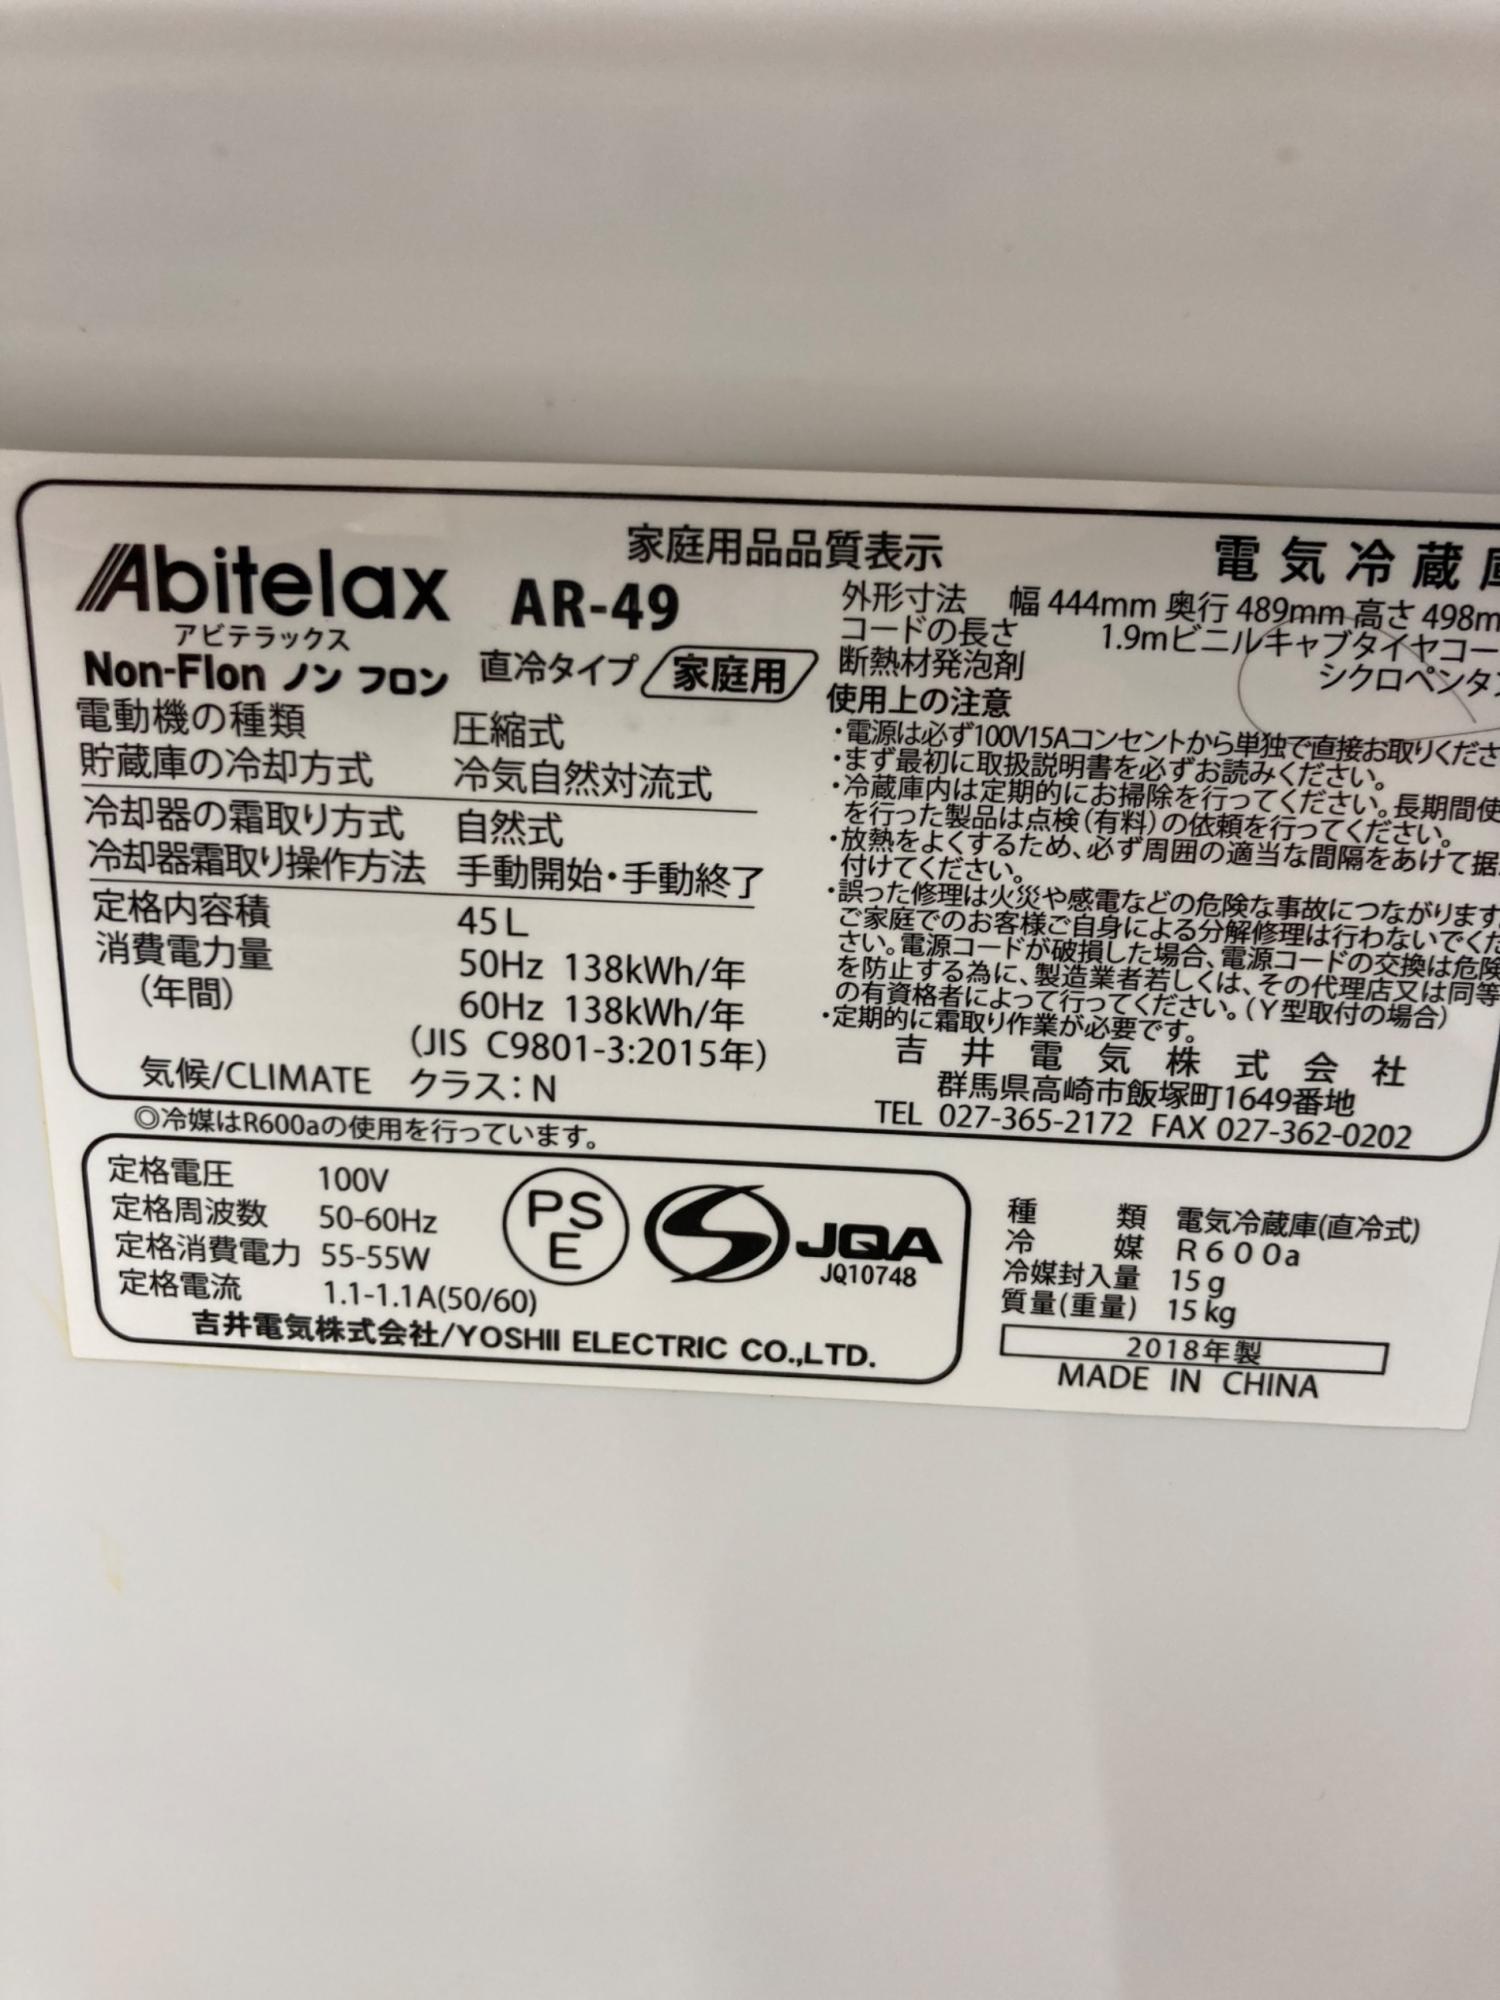 家庭用品品質表示
電気冷蔵庫
Abitelax AR-49
アビテラックス
Non-Flon ノンフロン 直冷タイプ 家庭用
電動機の種類 圧縮式
貯蔵庫の冷却方式 冷気自然対流式
冷却器の霜取り方式 自然式
冷却器霜取り操作方法 手動開始・手動終了
定格内容積 45L
消費電力量 50Hz 138kWh/年
(年間) 60Hz 138kWh/年
(JIS C9801-3:2015年)
気候/CLIMATE クラス:N
外形寸法 幅 444mm 奥行 489mm 高さ 498m
コードの長さ 1.9mビニルキャブタイヤコー
断熱材発泡剤 シクロペンタ
使用上の注意
・電源は必ず100V15Aコンセントから単独で直接お取りくださ
・まず最初に取扱説明書を必ずお読みください。
・冷蔵庫内は定期的にお掃除を行ってください。長期間使
を行った製品は点検(有料)の依頼を行ってください。
・放熱をよくするため、必ず周囲の適当な間隔をあけて据
付けてください。
・誤った修理は火災や感電などの危険な事故につながります
ご家庭でのお客様ご自身による分解修理は行わないでくだ
さい。電源コードが破損した場合、電源コードの交換は危険
を防止する為に、製造業者若しくは、その代理店又は同等
の有資格者によって行ってください。(Y型取付の場合)
・定期的に霜取り作業が必要です。
吉井電気株式会社
群馬県高崎市飯塚町1649番地
TEL 027-365-2172 FAX 027-362-0202
◎冷媒はR600aの使用を行っています。
定格電圧 100V
定格周波数 50-60Hz
定格消費電力 55-55W
定格電流 1.1-1.1A(50/60)
PS
E
JQA
JQ10748
吉井電気株式会社/YOSHII ELECTRIC CO.,LTD.
種類 電気冷蔵庫(直冷式)
冷媒 R600a
冷媒封入量 15g
質量(重量) 15kg
2018年製
MADE IN CHINA